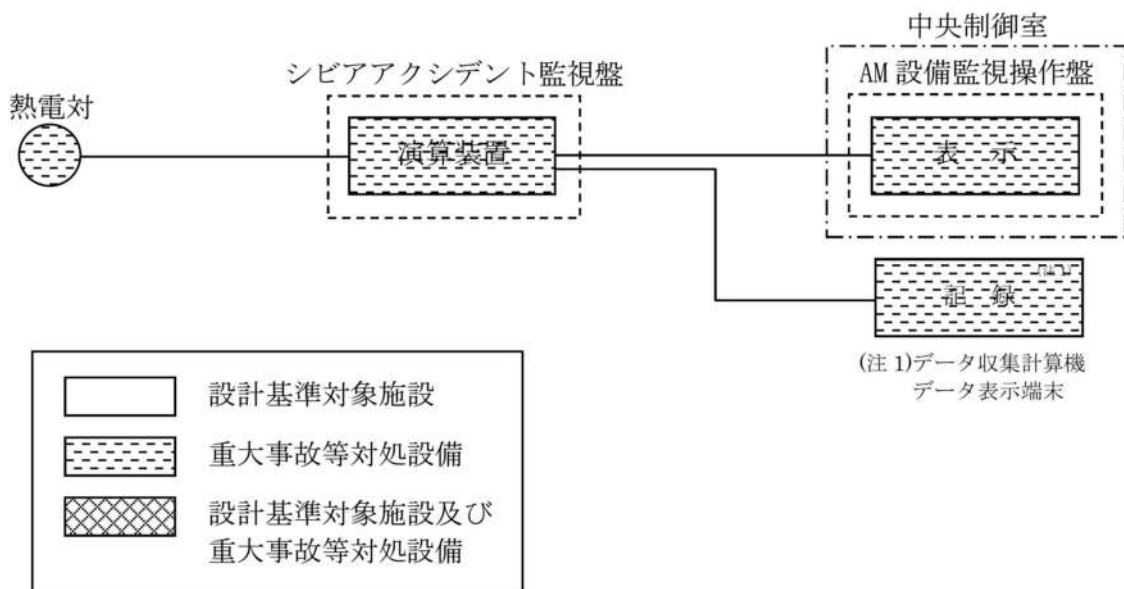 中央制御室
シビアアクシデント監視盤
AM 設備監視操作盤
熱電対
演算装置
表 示
記 録
(注 1)データ収集計算機
データ表示端末
設計基準対象施設
重大事故等対処設備
設計基準対象施設及び
重大事故等対処設備